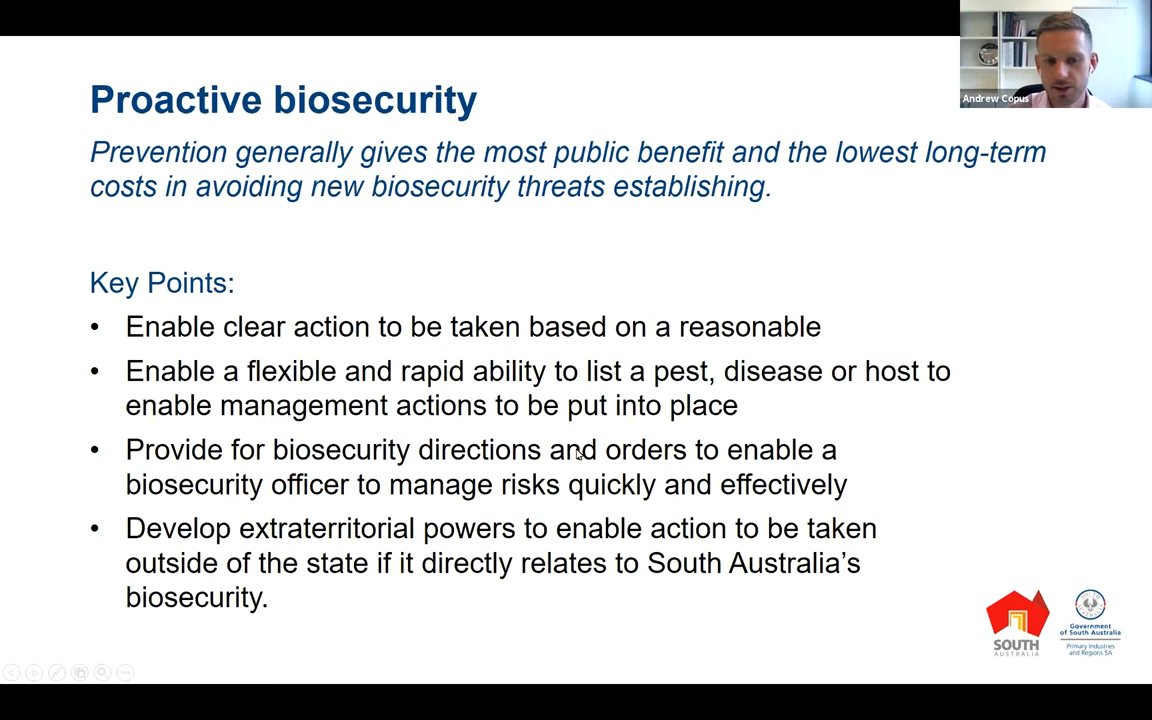 Andrew Copus
Proactive biosecurity
Prevention generally gives the most public benefit and the lowest long-term
costs in avoiding new biosecurity threats establishing.
Key Points:
• Enable clear action to be taken based on a reasonable
• Enable a flexible and rapid ability to list a pest, disease or host to
enable management actions to be put into place
• Provide for biosecurity directions and orders to enable a
biosecurity officer to manage risks quickly and effectively
• Develop extraterritorial powers to enable action to be taken
outside of the state if it directly relates to South Australia’s
biosecurity.
SOUTH
AUSTRALIA
Government
of South Australia
Primary Industries
and Regions SA